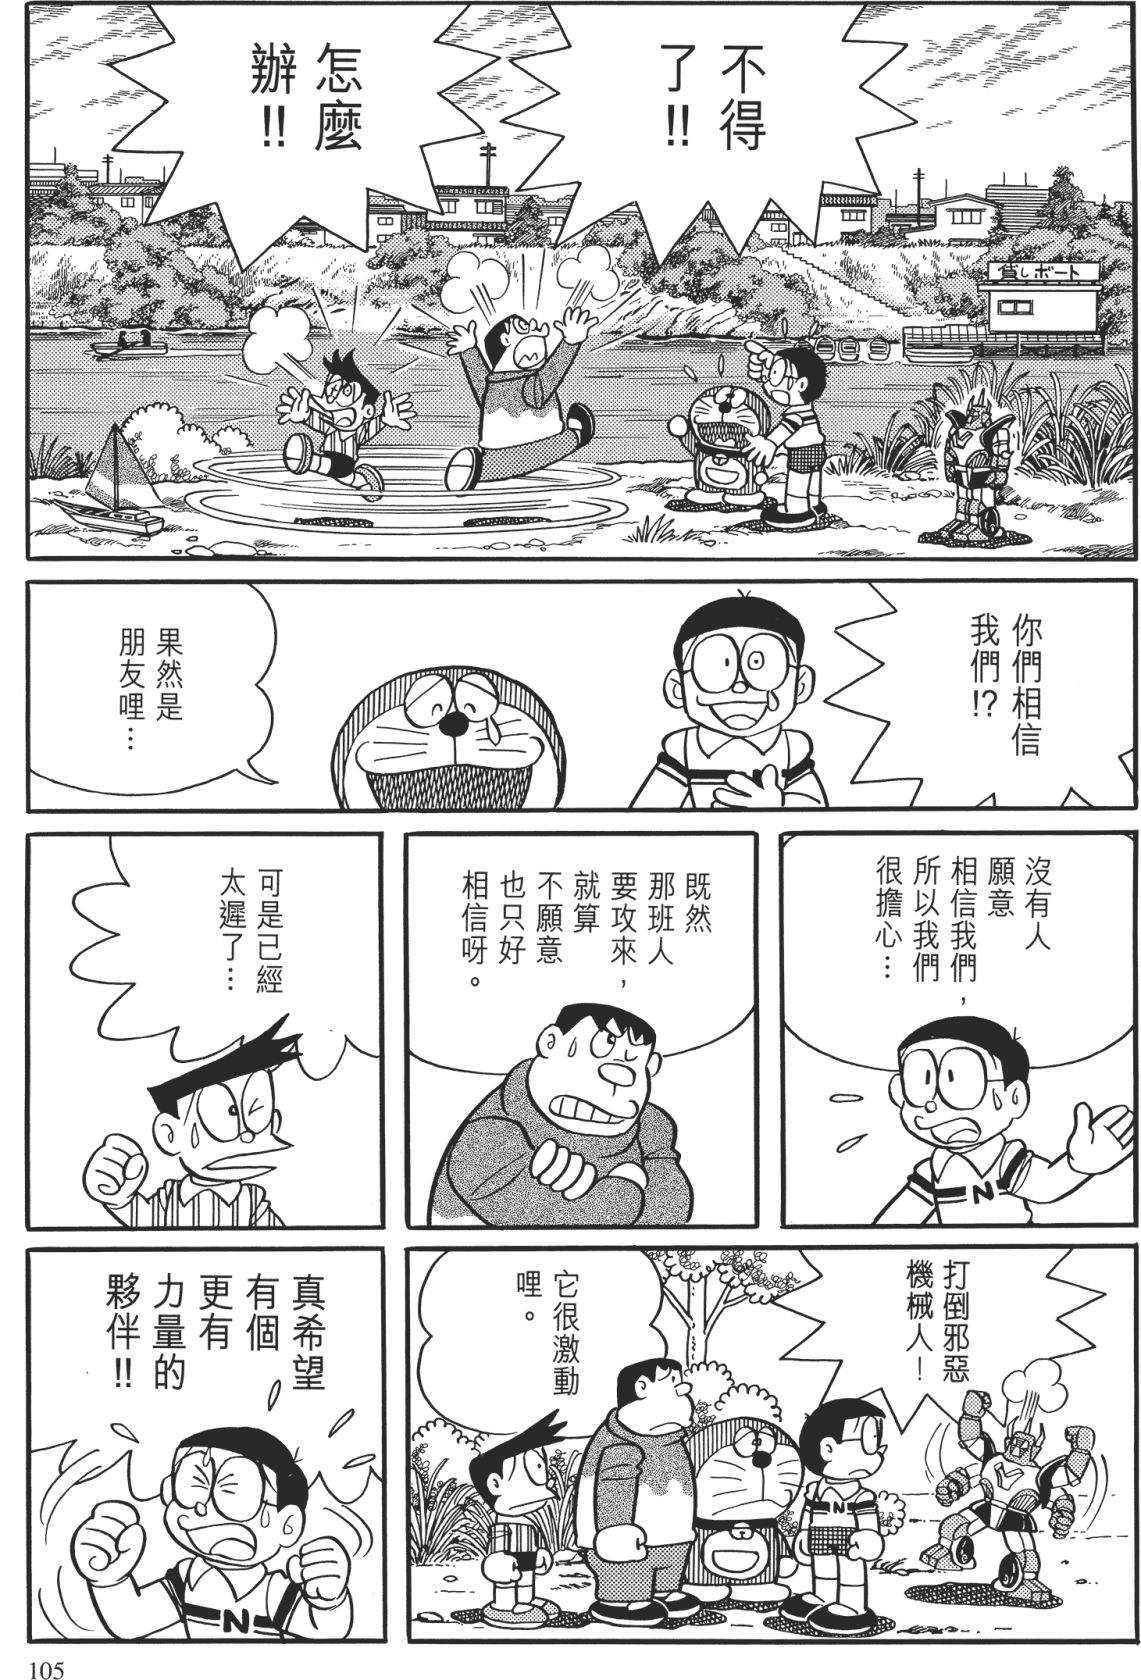 不得
了!!
怎麼
辦!!
貸しボート
你們相信
我們!?
果然是
朋友哩…
沒有人
願意
相信我們，
所以我們
很擔心…
N
既然
那班人
要攻來，
就算
不願意
也只好
相信呀。
可是已經
太遲了…
打倒邪惡
機械人！
它很激動
哩。
N
真希望
有個
更有
力量的
夥伴!!
N
105